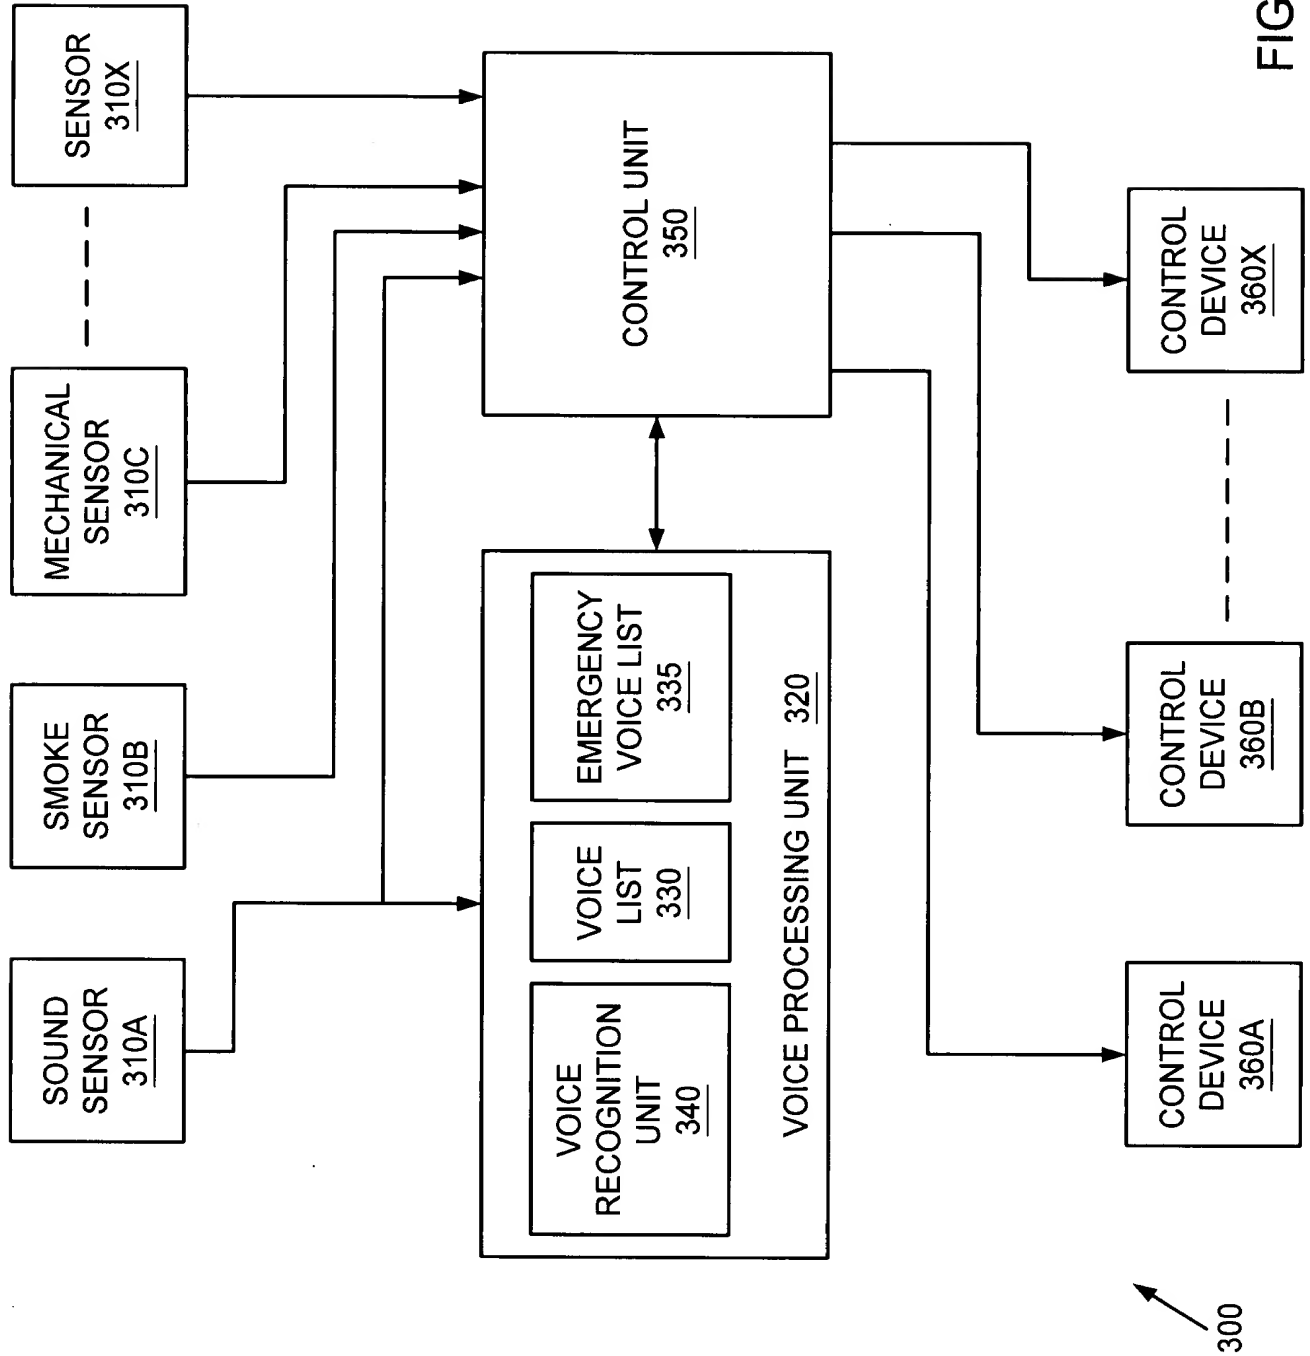 SOUND
SENSOR
310A
SMOKE
SENSOR
310B
MECHANICAL
SENSOR
310C
SENSOR
310X
VOICE
RECOGNITION
UNIT
340
VOICE
LIST
330
EMERGENCY
VOICE LIST
335
VOICE PROCESSING UNIT 320
CONTROL UNIT
350
CONTROL
DEVICE
360A
CONTROL
DEVICE
360B
CONTROL
DEVICE
360X
300
FIG